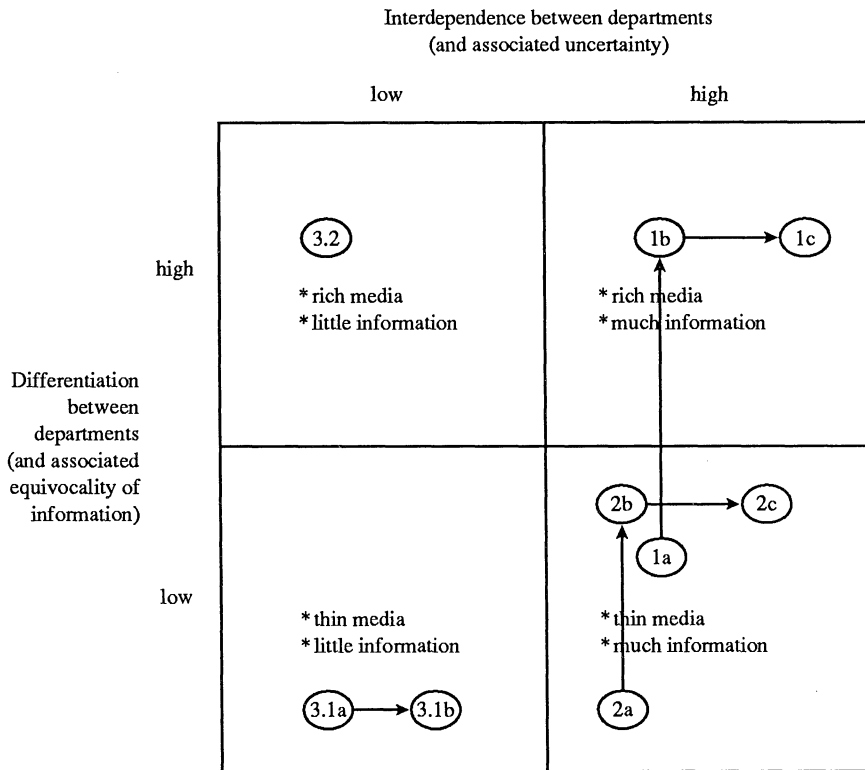 Interdependence between departments
(and associated uncertainty)
low
high
3.2
1b
1c
high
* rich media
* little information
* rich media
* much information
Differentiation
between
departments
(and associated
equivocality of
information)
2b
2c
1a
low
* thin media
* little information
* thin media
* much information
3.1a
3.1b
2a